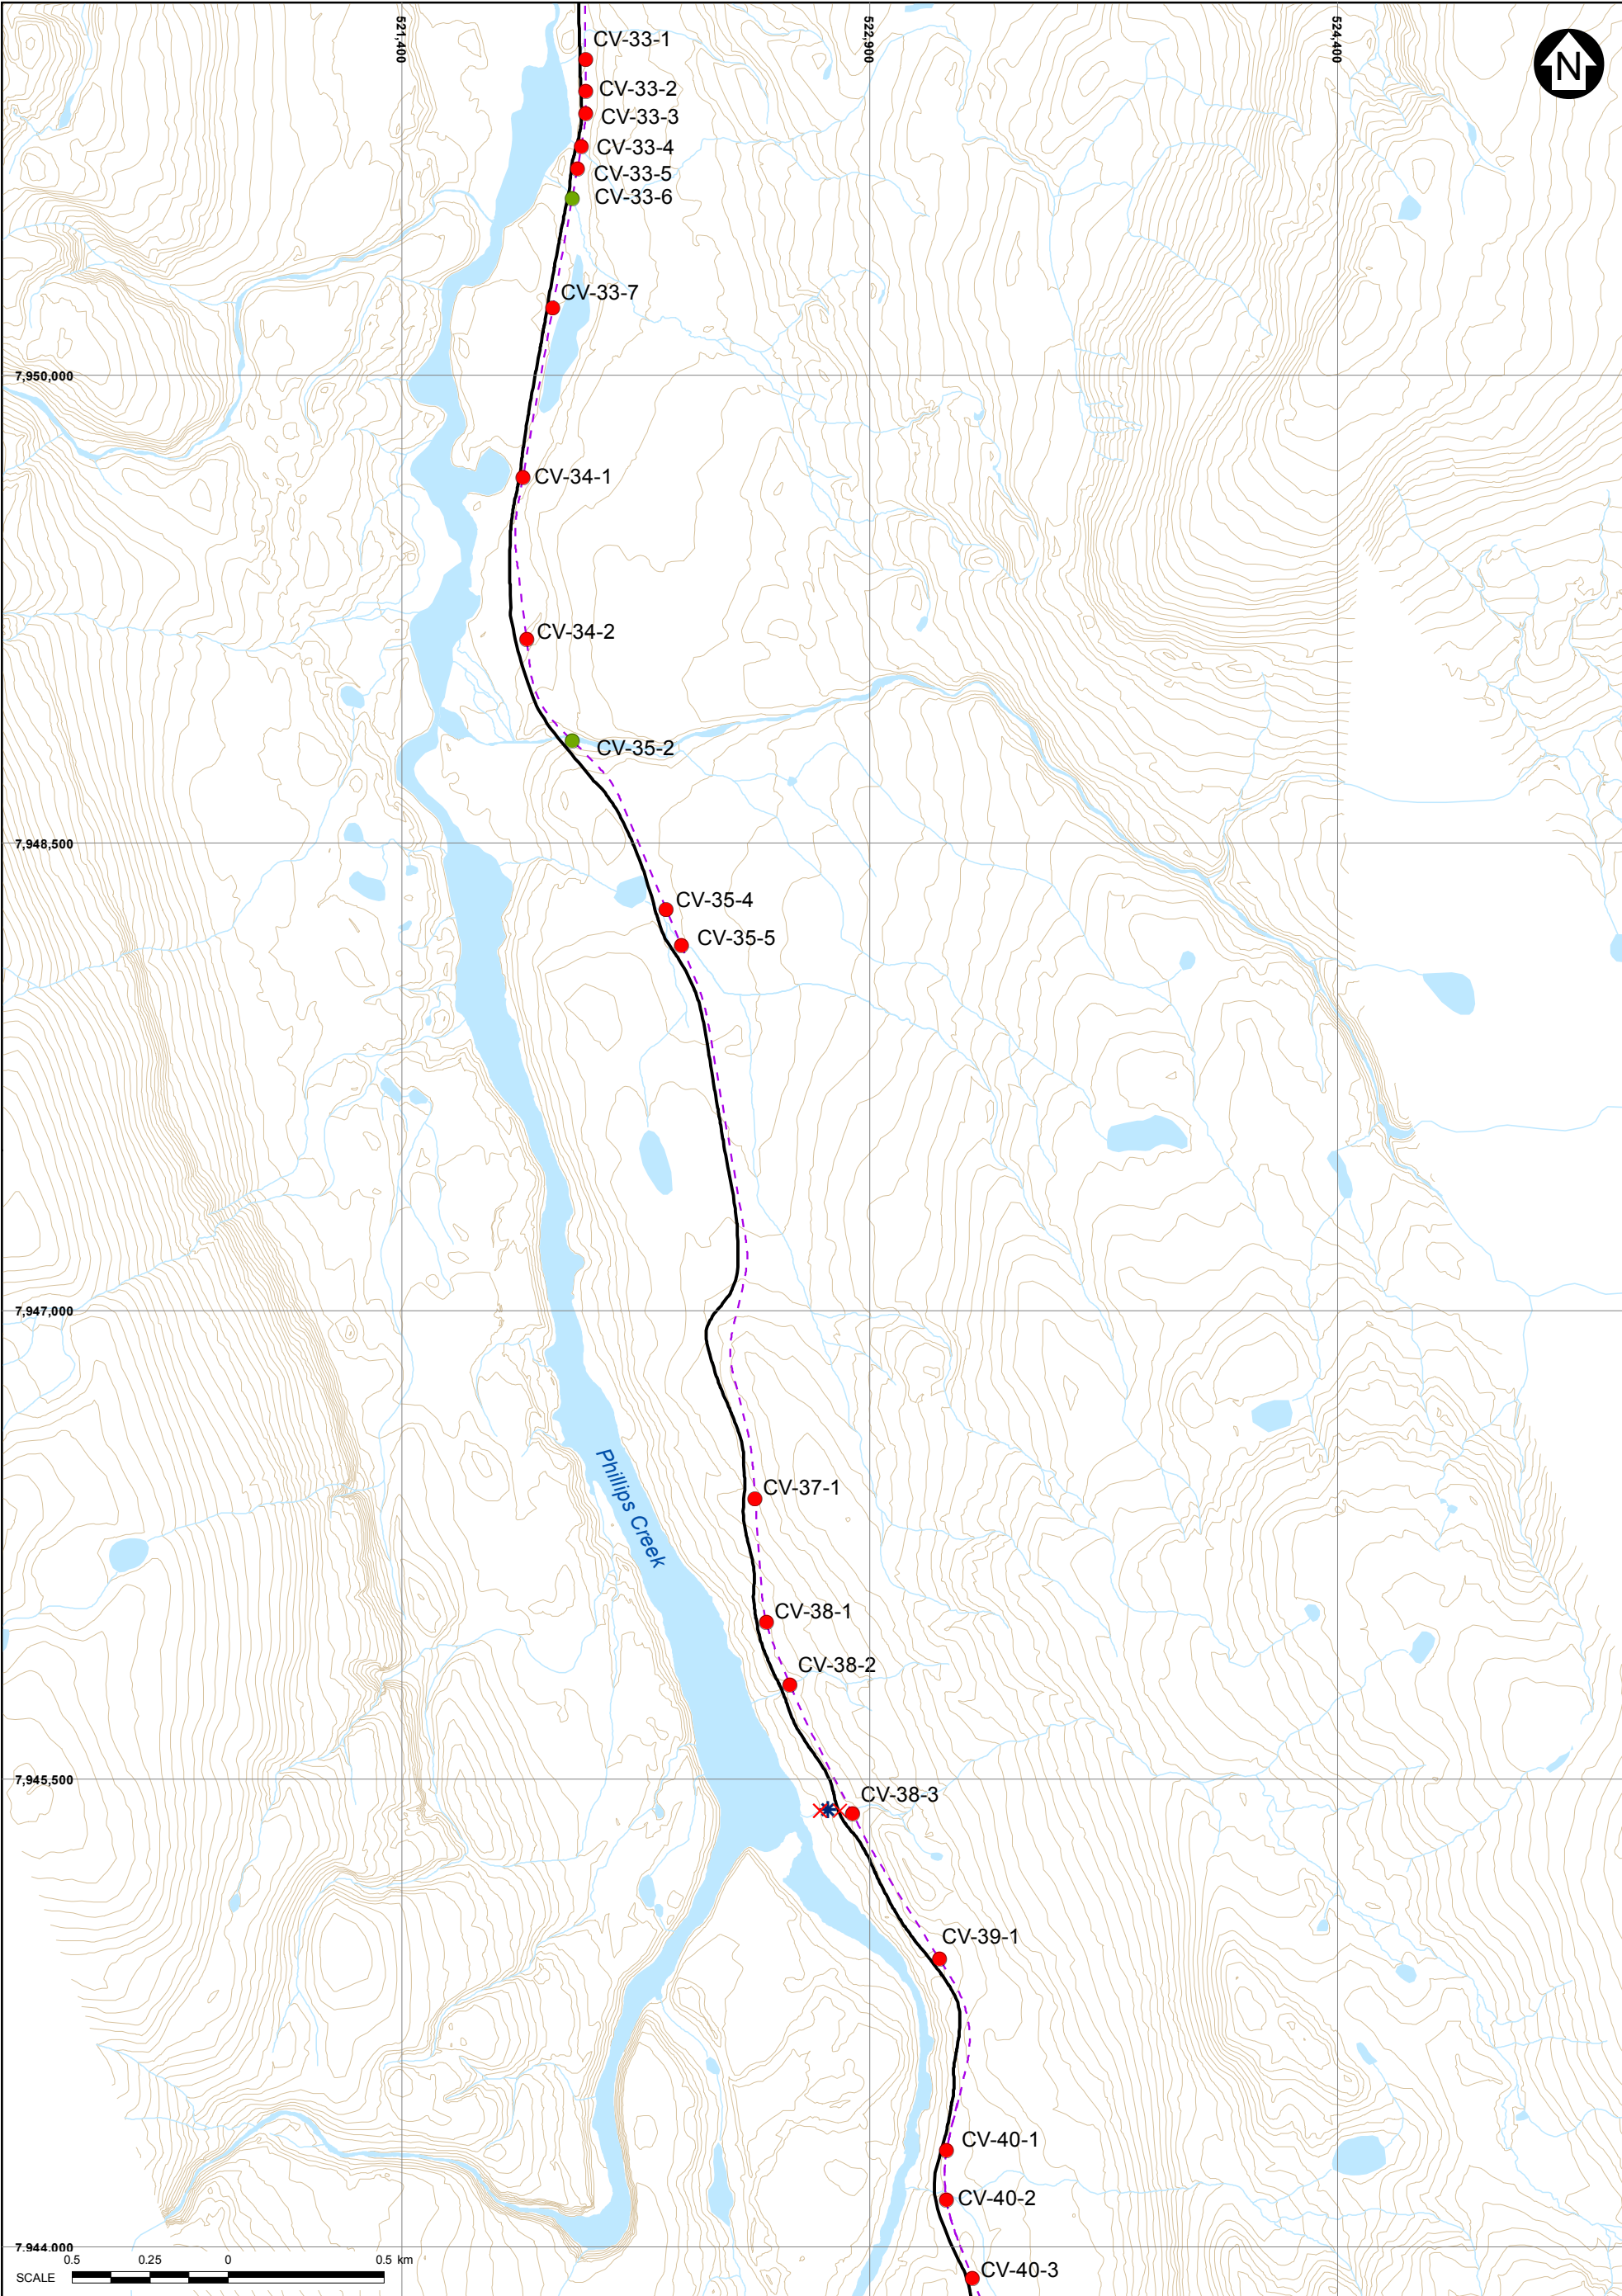 521,400
522,900
524,400
N
CV-33-1
CV-33-2
CV-33-3
CV-33-4
CV-33-5
CV-33-6
CV-33-7
7,950,000
CV-34-1
CV-34-2
CV-35-2
7,948,500
CV-35-4
CV-35-5
7,947,000
Phillips Creek
CV-37-1
CV-38-1
CV-38-2
7,945,500
CV-38-3
CV-39-1
CV-40-1
CV-40-2
7,944,000
CV-40-3
0.5 0.25 0 0.5 km
SCALE